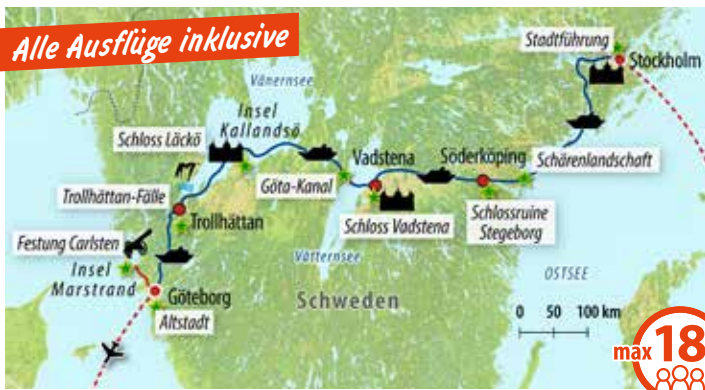 Alle Ausflüge inklusive
Stadtführung
Stockholm
Vänernsee
Insel
Kallandsö
Schloss Läckö
Vadstena
Söderköping
Schärenlandschaft
Göta-Kanal
Trollhättan-Fälle
Trollhättan
Schloss Vadstena
Schlossruine
Stegeborg
Festung Carlsten
Insel
Marstrand
Vätternsee
OSTSEE
Göteborg
Schweden
Altstadt
0 50 100 km
max 18